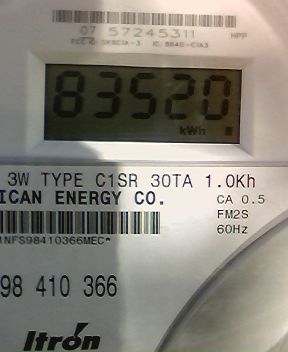 07 57245311
83520
kWh
3W TYPE C1SR 30TA 1.0Kh
ICAN ENERGY CO.
CA 0.5
FM2S
60Hz
1NFS98410366MEC*
98 410 366
Itron